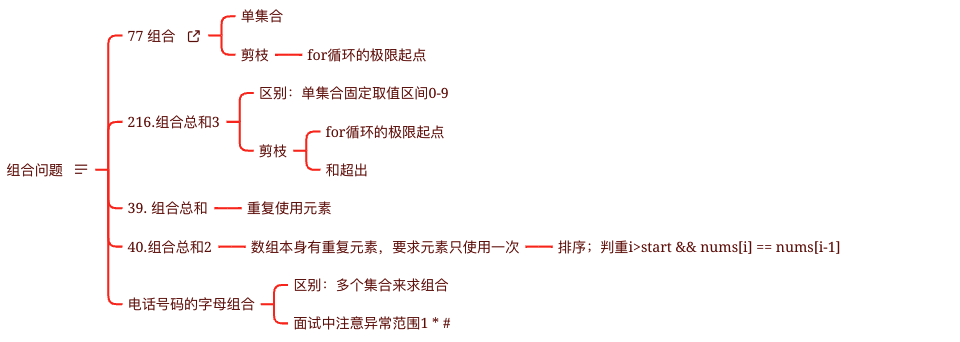 组合问题
77 组合
单集合
剪枝
for循环的极限起点
216.组合总和3
区别：单集合固定取值区间0-9
剪枝
for循环的极限起点
和超出
39. 组合总和
重复使用元素
40.组合总和2
数组本身有重复元素，要求元素只使用一次
排序；判重i>start && nums[i] == nums[i-1]
电话号码的字母组合
区别：多个集合来求组合
面试中注意异常范围1 * #